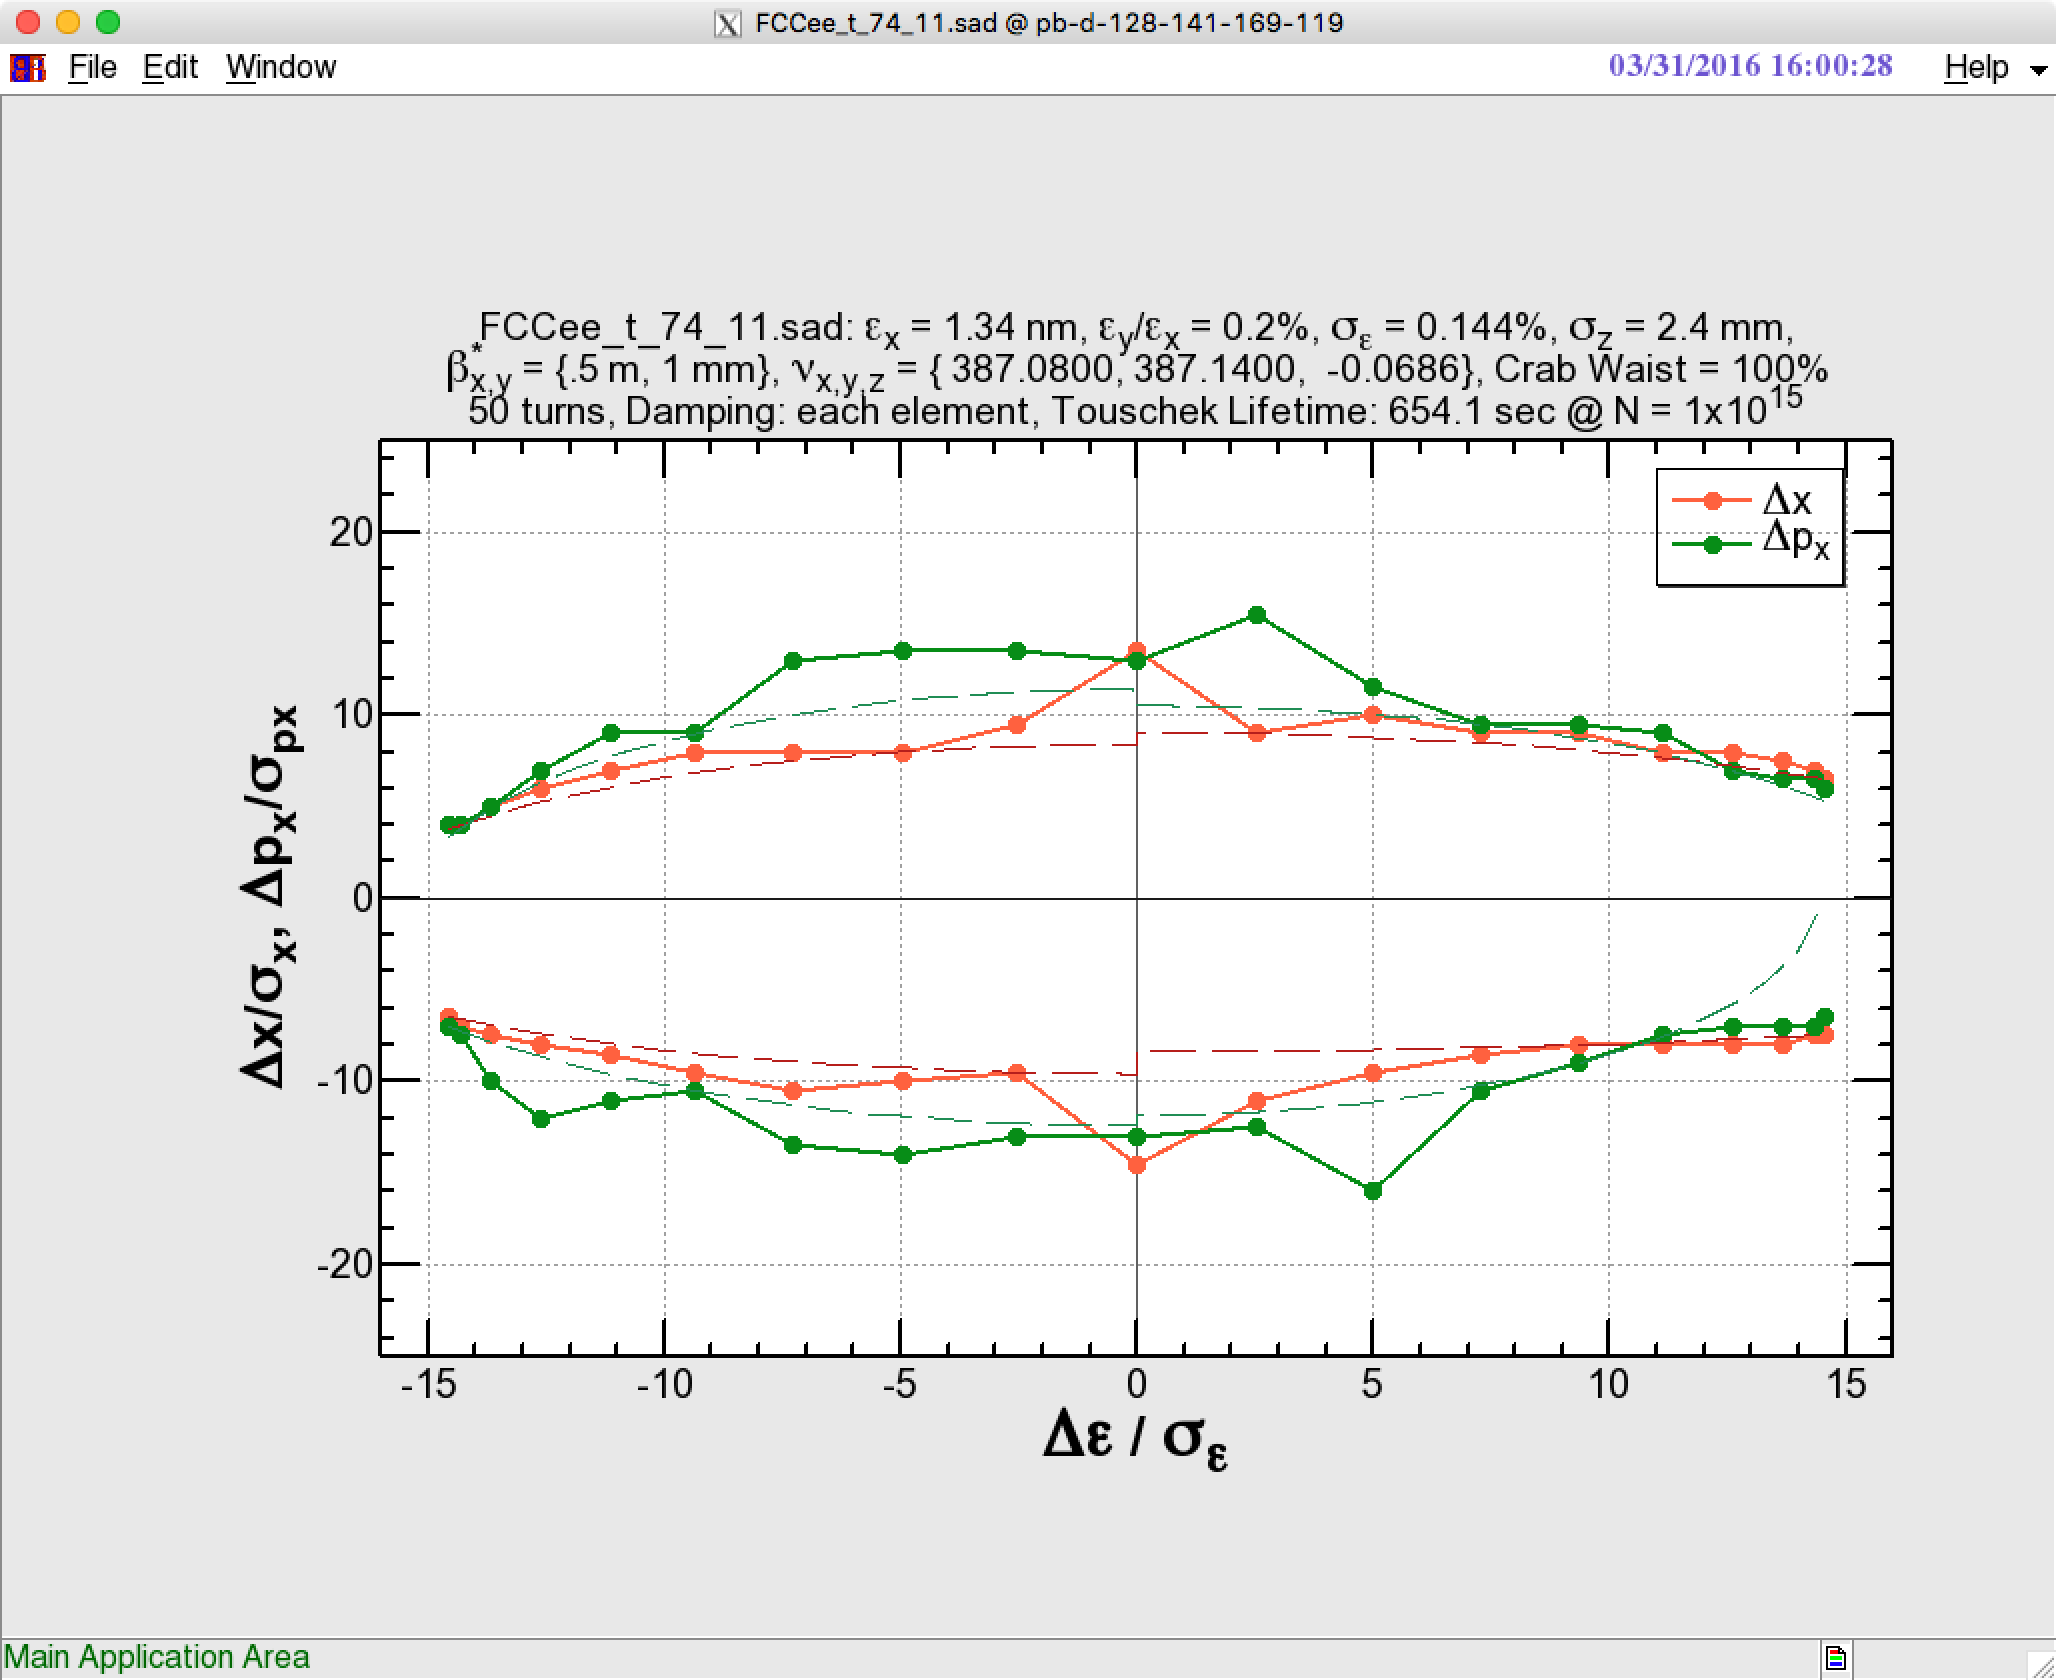 FCCee_t_74_11.sad @ pb-d-128-141-169-119
File Edit Window 03/31/2016 16:00:28 Help
FCCee_t_74_11.sad: εx = 1.34 nm, εy/εx = 0.2%, σε = 0.144%, σz = 2.4 mm,
β*x,y = {.5 m, 1 mm}, νx,y,z = { 387.0800, 387.1400, -0.0686}, Crab Waist = 100%
50 turns, Damping: each element, Touschek Lifetime: 654.1 sec @ N = 1x10^15
Δx
Δpx
20
10
0
-10
-20
Δx/σx, Δpx/σpx
-15 -10 -5 0 5 10 15
Δε / σε
Main Application Area